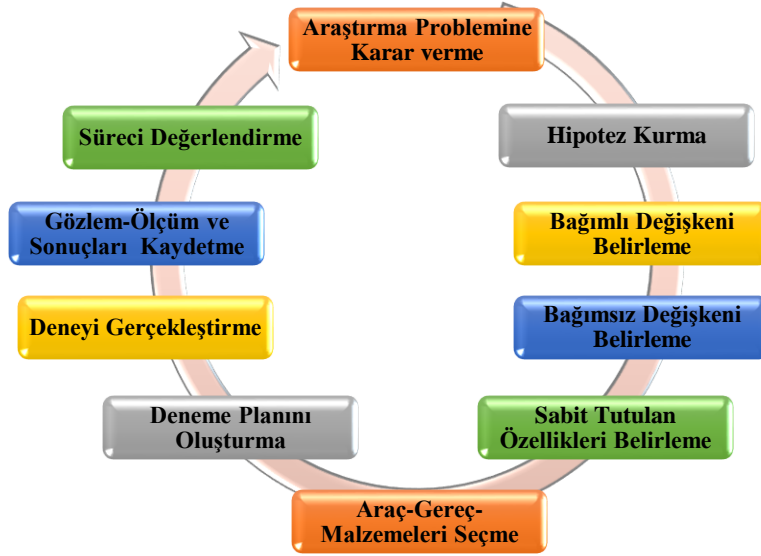 Araştırma Problemine
Karar verme
Hipotez Kurma
Bağımlı Değişkeni
Belirleme
Bağımsız Değişkeni
Belirleme
Sabit Tutulan
Özellikleri Belirleme
Araç-Gereç-
Malzemeleri Seçme
Deneme Planını
Oluşturma
Deneyi Gerçekleştirme
Gözlem-Ölçüm ve
Sonuçları Kaydetme
Süreci Değerlendirme